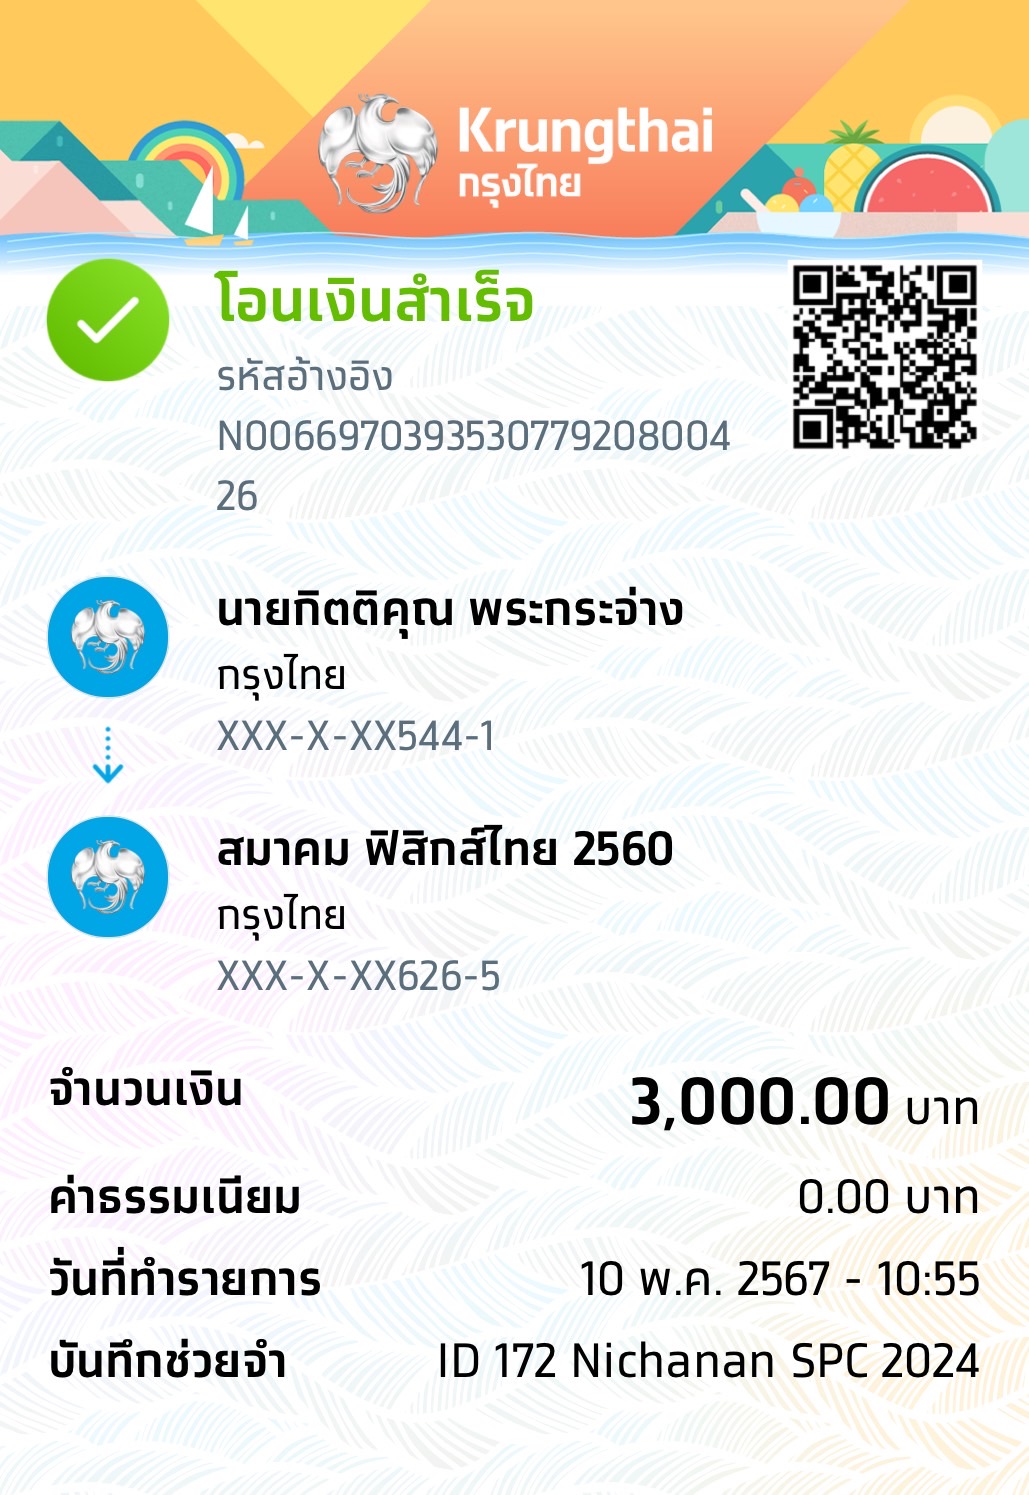 Krungthai
กรุงไทย
โอนเงินสำเร็จ
รหัสอ้างอิง
N0066970393530779208004
26
นายกิตติคุณ พระกระจ่าง
กรุงไทย
XXX-X-XX544-1
สมาคม ฟิสิกส์ไทย 2560
กรุงไทย
XXX-X-XX626-5
จำนวนเงิน 3,000.00 บาท
ค่าธรรมเนียม 0.00 บาท
วันที่ทำรายการ 10 พ.ค. 2567 - 10:55
บันทึกช่วยจำ ID 172 Nichanan SPC 2024